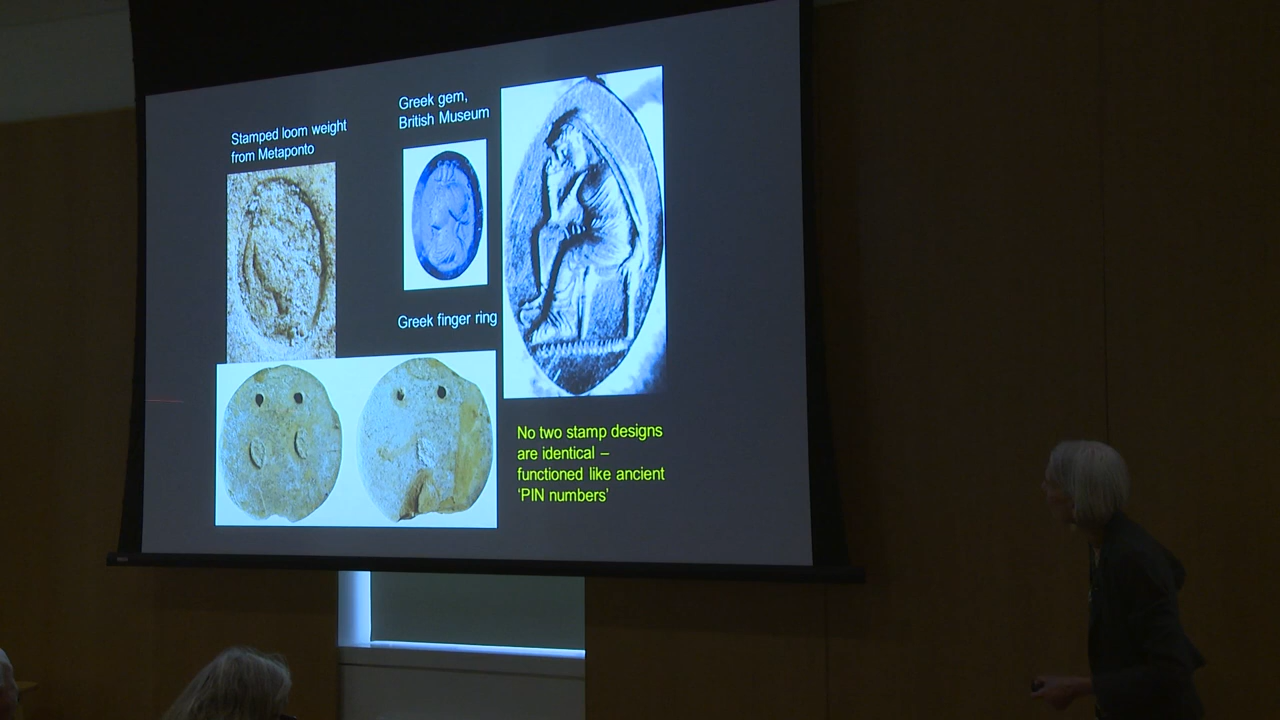 Stamped loom weight
from Metaponto
Greek gem,
British Museum
Greek finger ring
No two stamp designs
are identical –
functioned like ancient
‘PIN numbers’